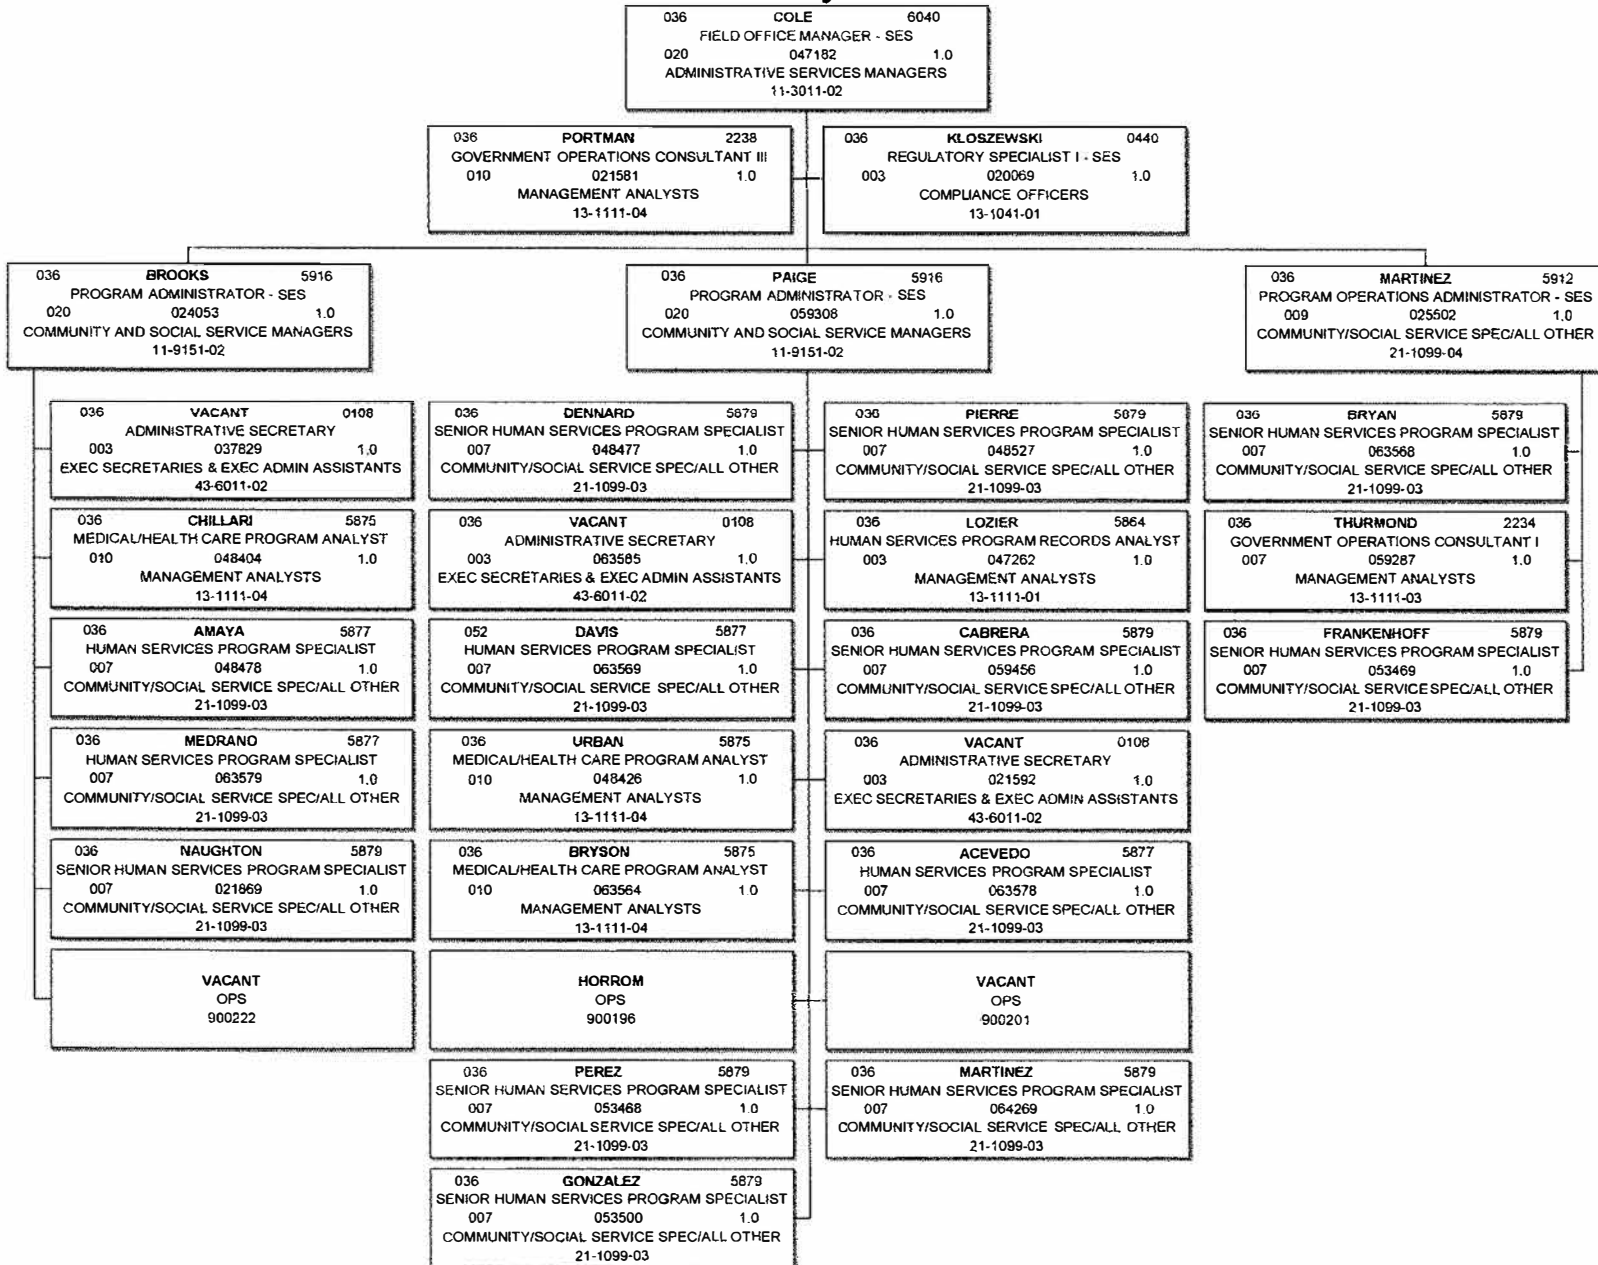 036 COLE 6040
FIELD OFFICE MANAGER - SES
020 047182 1.0
ADMINISTRATIVE SERVICES MANAGERS
11-3011-02
036 PORTMAN 2238
GOVERNMENT OPERATIONS CONSULTANT III
010 021581 1.0
MANAGEMENT ANALYSTS
13-1111-04
036 KLOSZEWSKI 0440
REGULATORY SPECIALIST I - SES
003 020069 1.0
COMPLIANCE OFFICERS
13-1041-01
036 BROOKS 5916
PROGRAM ADMINISTRATOR - SES
020 024053 1.0
COMMUNITY AND SOCIAL SERVICE MANAGERS
11-9151-02
036 PAIGE 5916
PROGRAM ADMINISTRATOR - SES
020 059308 1.0
COMMUNITY AND SOCIAL SERVICE MANAGERS
11-9151-02
036 MARTINEZ 5912
PROGRAM OPERATIONS ADMINISTRATOR - SES
009 025502 1.0
COMMUNITY/SOCIAL SERVICE SPEC/ALL OTHER
21-1099-04
036 VACANT 0108
ADMINISTRATIVE SECRETARY
003 037829 1.0
EXEC SECRETARIES & EXEC ADMIN ASSISTANTS
43-6011-02
036 CHILLARI 5875
MEDICAL/HEALTH CARE PROGRAM ANALYST
010 048404 1.0
MANAGEMENT ANALYSTS
13-1111-04
036 AMAYA 5877
HUMAN SERVICES PROGRAM SPECIALIST
007 048478 1.0
COMMUNITY/SOCIAL SERVICE SPEC/ALL OTHER
21-1099-03
036 MEDRANO 5877
HUMAN SERVICES PROGRAM SPECIALIST
007 063579 1.0
COMMUNITY/SOCIAL SERVICE SPEC/ALL OTHER
21-1099-03
036 NAUGHTON 5879
SENIOR HUMAN SERVICES PROGRAM SPECIALIST
007 021869 1.0
COMMUNITY/SOCIAL SERVICE SPEC/ALL OTHER
21-1099-03
VACANT
OPS
900222
036 DENNARD 5879
SENIOR HUMAN SERVICES PROGRAM SPECIALIST
007 048477 1.0
COMMUNITY/SOCIAL SERVICE SPEC/ALL OTHER
21-1099-03
036 VACANT 0108
ADMINISTRATIVE SECRETARY
003 063585 1.0
EXEC SECRETARIES & EXEC ADMIN ASSISTANTS
43-6011-02
052 DAVIS 5877
HUMAN SERVICES PROGRAM SPECIALIST
007 063569 1.0
COMMUNITY/SOCIAL SERVICE SPEC/ALL OTHER
21-1099-03
036 URBAN 5875
MEDICAL/HEALTH CARE PROGRAM ANALYST
010 048426 1.0
MANAGEMENT ANALYSTS
13-1111-04
036 BRYSON 5875
MEDICAL/HEALTH CARE PROGRAM ANALYST
010 063564 1.0
MANAGEMENT ANALYSTS
13-1111-04
HORROM
OPS
900196
036 PEREZ 5879
SENIOR HUMAN SERVICES PROGRAM SPECIALIST
007 053468 1.0
COMMUNITY/SOCIAL SERVICE SPEC/ALL OTHER
21-1099-03
036 GONZALEZ 5879
SENIOR HUMAN SERVICES PROGRAM SPECIALIST
007 053500 1.0
COMMUNITY/SOCIAL SERVICE SPEC/ALL OTHER
21-1099-03
036 PIERRE 5879
SENIOR HUMAN SERVICES PROGRAM SPECIALIST
007 048527 1.0
COMMUNITY/SOCIAL SERVICE SPEC/ALL OTHER
21-1099-03
036 LOZIER 5864
HUMAN SERVICES PROGRAM RECORDS ANALYST
003 047262 1.0
MANAGEMENT ANALYSTS
13-1111-01
036 CABRERA 5879
SENIOR HUMAN SERVICES PROGRAM SPECIALIST
007 059456 1.0
COMMUNITY/SOCIAL SERVICE SPEC/ALL OTHER
21-1099-03
036 VACANT 0108
ADMINISTRATIVE SECRETARY
003 021592 1.0
EXEC SECRETARIES & EXEC ADMIN ASSISTANTS
43-6011-02
036 ACEVEDO 5877
HUMAN SERVICES PROGRAM SPECIALIST
007 063578 1.0
COMMUNITY/SOCIAL SERVICE SPEC/ALL OTHER
21-1099-03
VACANT
OPS
900201
036 MARTINEZ 5879
SENIOR HUMAN SERVICES PROGRAM SPECIALIST
007 064269 1.0
COMMUNITY/SOCIAL SERVICE SPEC/ALL OTHER
21-1099-03
036 BRYAN 5879
SENIOR HUMAN SERVICES PROGRAM SPECIALIST
007 063568 1.0
COMMUNITY/SOCIAL SERVICE SPEC/ALL OTHER
21-1099-03
036 THURMOND 2234
GOVERNMENT OPERATIONS CONSULTANT I
007 059287 1.0
MANAGEMENT ANALYSTS
13-1111-03
036 FRANKENHOFF 5879
SENIOR HUMAN SERVICES PROGRAM SPECIALIST
007 053469 1.0
COMMUNITY/SOCIAL SERVICE SPEC/ALL OTHER
21-1099-03